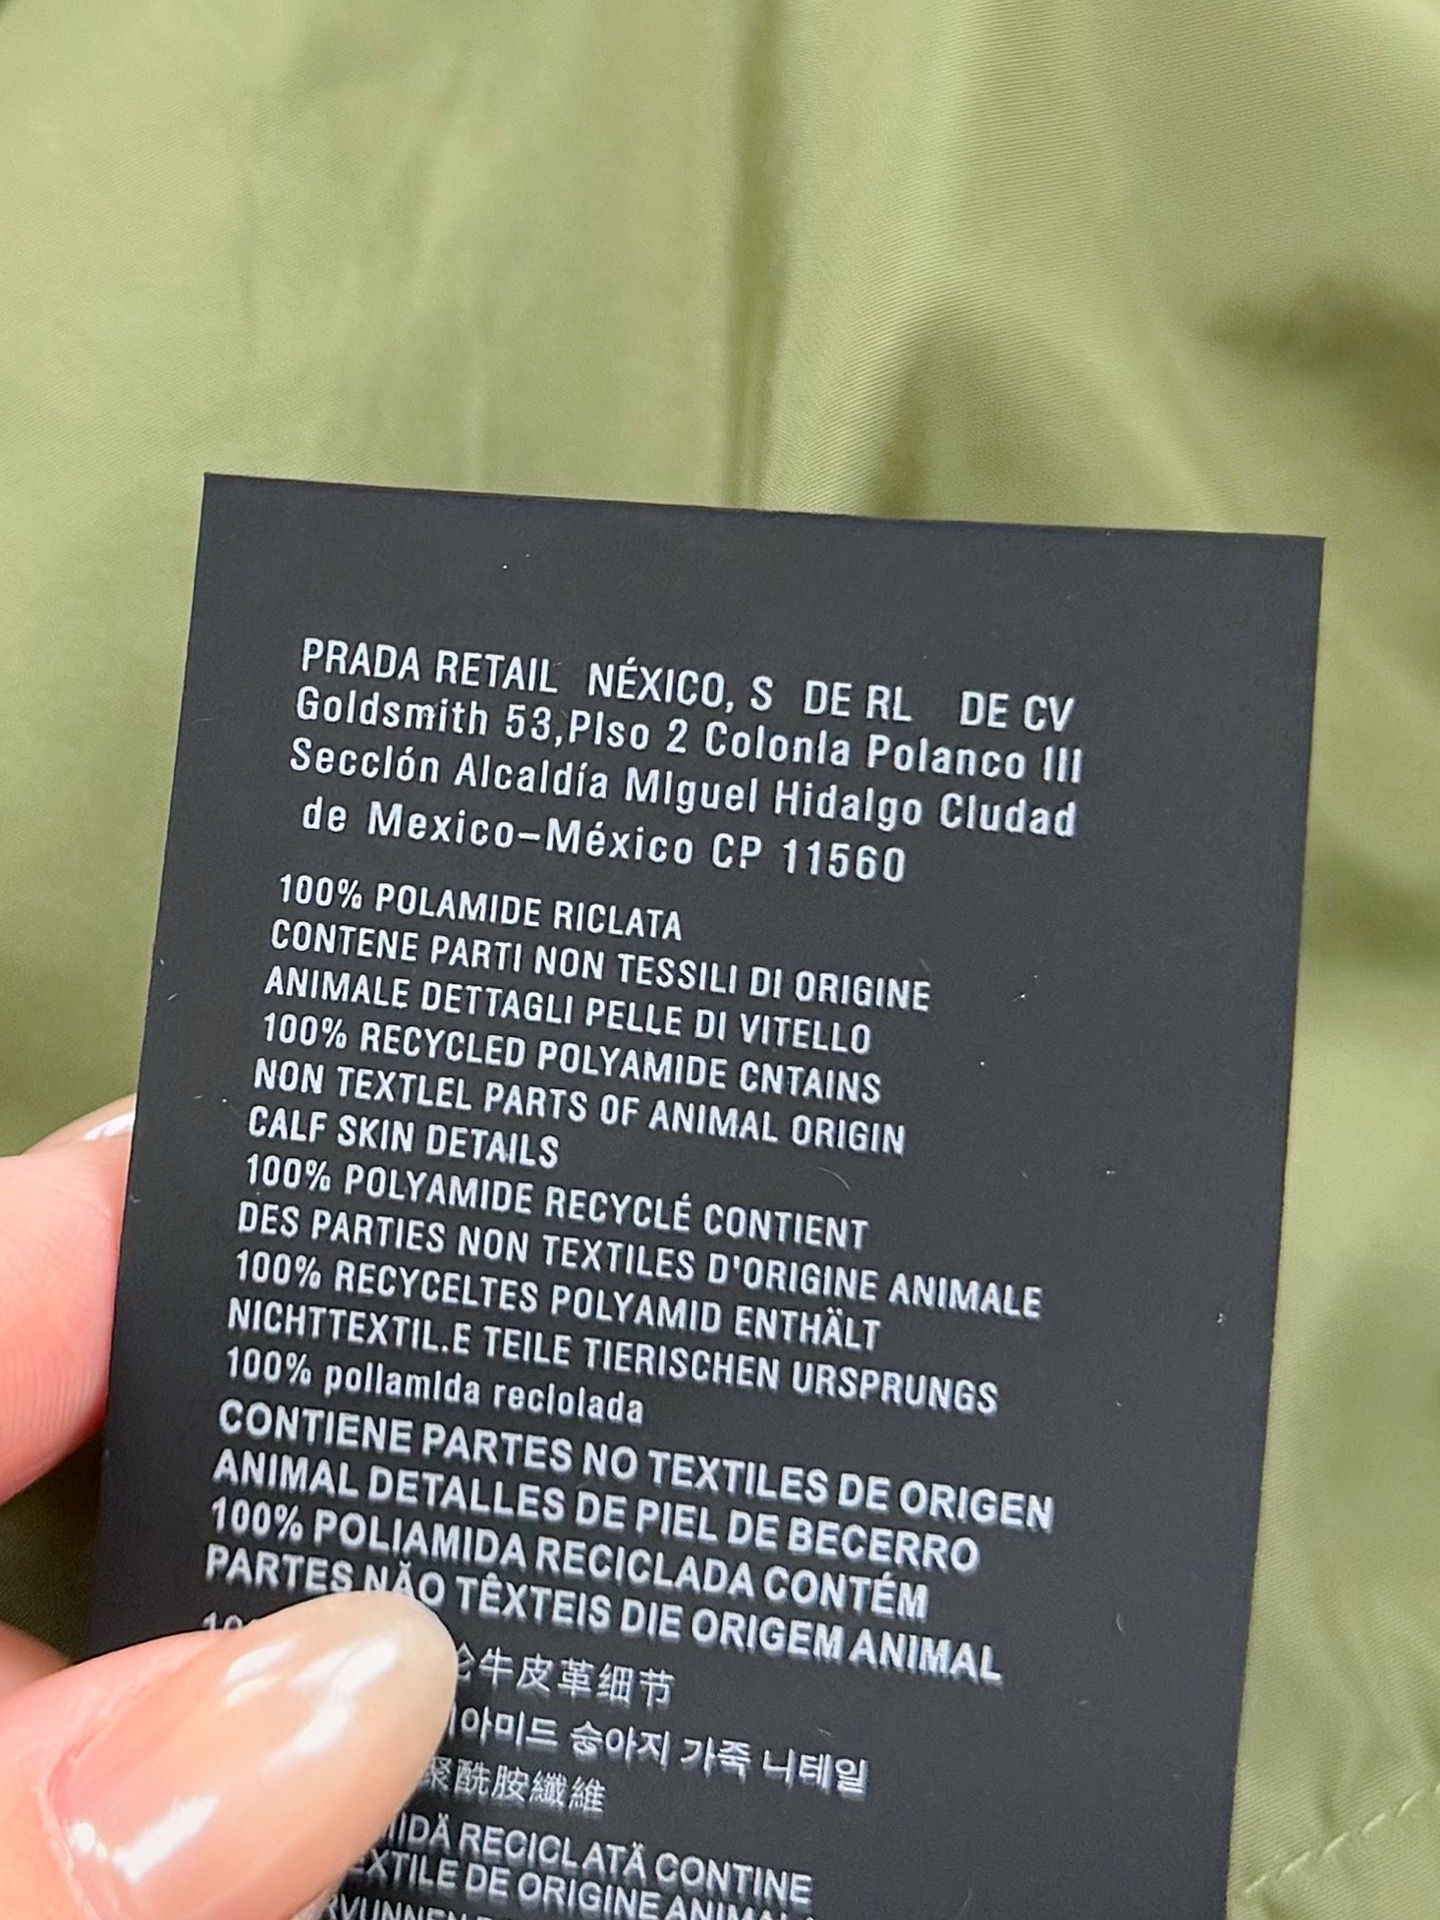 PRADA RETAIL NÉXICO, S DE RL DE CV
Goldsmith 53,PIso 2 ColonIa Polanco III
SeccIón Alcaldía MIguel Hidalgo CIudad
de Mexico-México CP 11560
100% POLAMIDE RICLATA
CONTENE PARTI NON TESSILI DI ORIGINE
ANIMALE DETTAGLI PELLE DI VITELLO
100% RECYCLED POLYAMIDE CNTAINS
NON TEXTLEL PARTS OF ANIMAL ORIGIN
CALF SKIN DETAILS
100% POLYAMIDE RECYCLÉ CONTIENT
DES PARTIES NON TEXTILES D'ORIGINE ANIMALE
100% RECYCELTES POLYAMID ENTHÄLT
NICHTTEXTIL.E TEILE TIERISCHEN URSPRUNGS
100% poIIamIda recIoIada
CONTIENE PARTES NO TEXTILES DE ORIGEN
ANIMAL DETALLES DE PIEL DE BECERRO
100% POLIAMIDA RECICLADA CONTÉM
PARTES NÃO TÊXTEIS DIE ORIGEM ANIMAL
牛皮革细节
아미드 숭아지 가죽 니테일
聚酰胺纖維
RECICLATĂ CONTINE
DE ORIGINE